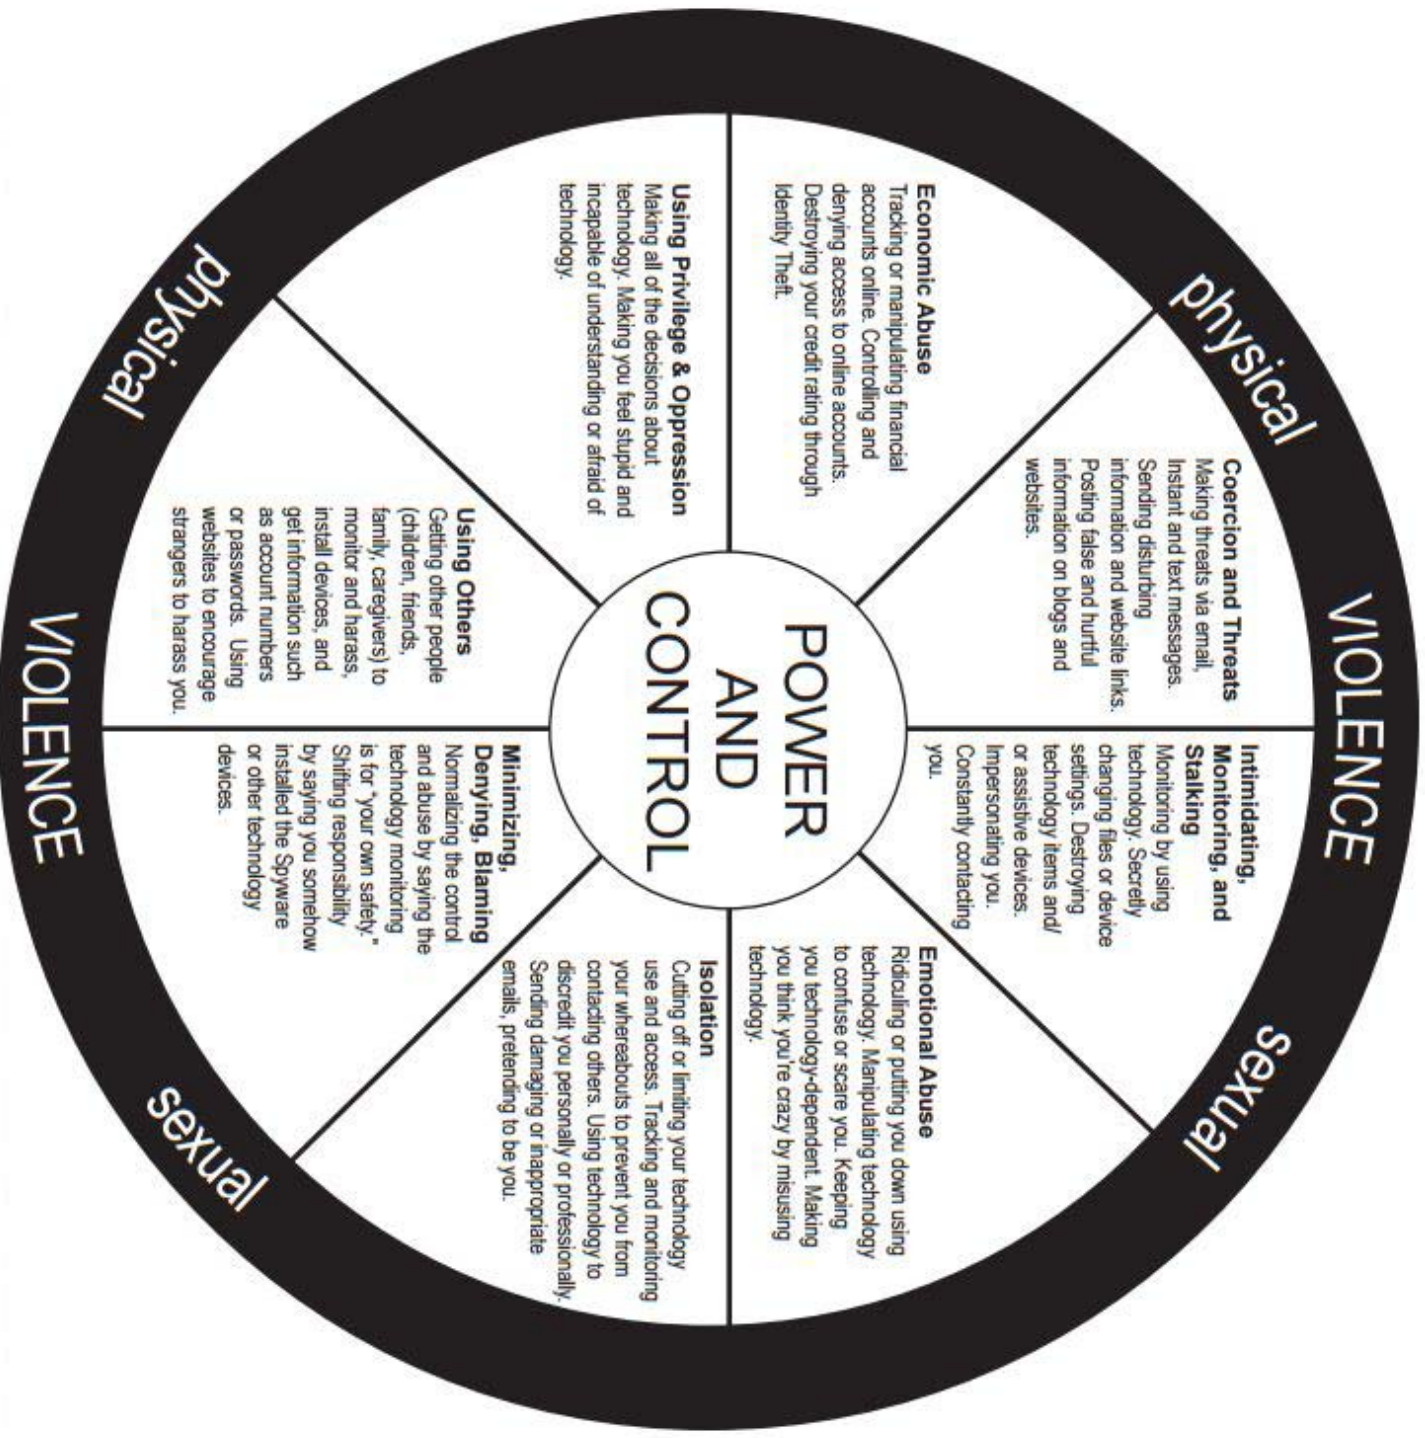 VIOLENCE
physical
sexual
Coercion and Threats
Making threats via email,
Instant and text messages.
Sending disturbing
information and website links.
Posting false and hurtful
information on blogs and
websites.
Intimidating,
Monitoring, and
Stalking
Monitoring by using
technology. Secretly
changing files or device
settings. Destroying
technology items and/
or assistive devices.
Impersonating you.
Constantly contacting
you.
Economic Abuse
Tracking or manipulating financial
accounts online. Controlling and
denying access to online accounts.
Destroying your credit rating through
Identity Theft.
POWER
AND
CONTROL
Emotional Abuse
Ridiculing or putting you down using
technology. Manipulating technology
to confuse or scare you. Keeping
you technology-dependent. Making
you think you're crazy by misusing
technology.
Using Privilege & Oppression
Making all of the decisions about
technology. Making you feel stupid and
incapable of understanding or afraid of
technology.
Isolation
Cutting off or limiting your technology
use and access. Tracking and monitoring
your whereabouts to prevent you from
contacting others. Using technology to
discredit you personally or professionally.
Sending damaging or inappropriate
emails, pretending to be you.
Using Others
Getting other people
(children, friends,
family, caregivers) to
monitor and harass,
install devices, and
get information such
as account numbers
or passwords. Using
websites to encourage
strangers to harass you.
Minimizing,
Denying, Blaming
Normalizing the control
and abuse by saying the
technology monitoring
is for "your own safety."
Shifting responsibility
by saying you somehow
installed the Spyware
or other technology
devices.
physical
sexual
VIOLENCE